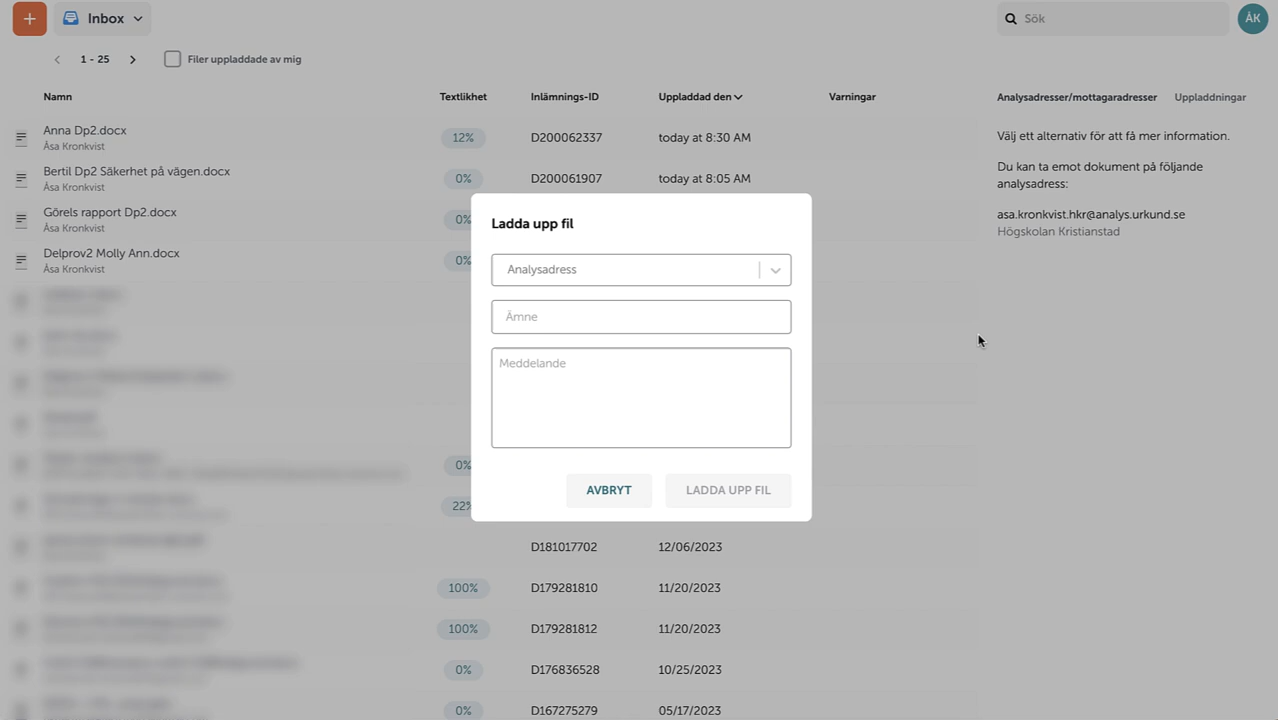 Inbox
Sök
ÅK
1 - 25
Filer uppladdade av mig
Namn Textlikhet Inlämnings-ID Uppladdad den Varningar
Analysadresser/mottagaradresser Uppladdningar
Anna Dp2.docx
Åsa Kronkvist
12% D200062337 today at 8:30 AM
Bertil Dp2 Säkerhet på vägen.docx
Åsa Kronkvist
0% D200061907 today at 8:05 AM
Görels rapport Dp2.docx
Åsa Kronkvist
0%
Delprov2 Molly Ann.docx
Åsa Kronkvist
0%
0%
22%
D181017702 12/06/2023
100% D179281810 11/20/2023
100% D179281812 11/20/2023
0% D176836528 10/25/2023
0% D167275279 05/17/2023
Ladda upp fil
Analysadress
Ämne
Meddelande
AVBRYT LADDA UPP FIL
Välj ett alternativ för att få mer information.
Du kan ta emot dokument på följande
analysadress:
asa.kronkvist.hkr@analys.urkund.se
Högskolan Kristianstad